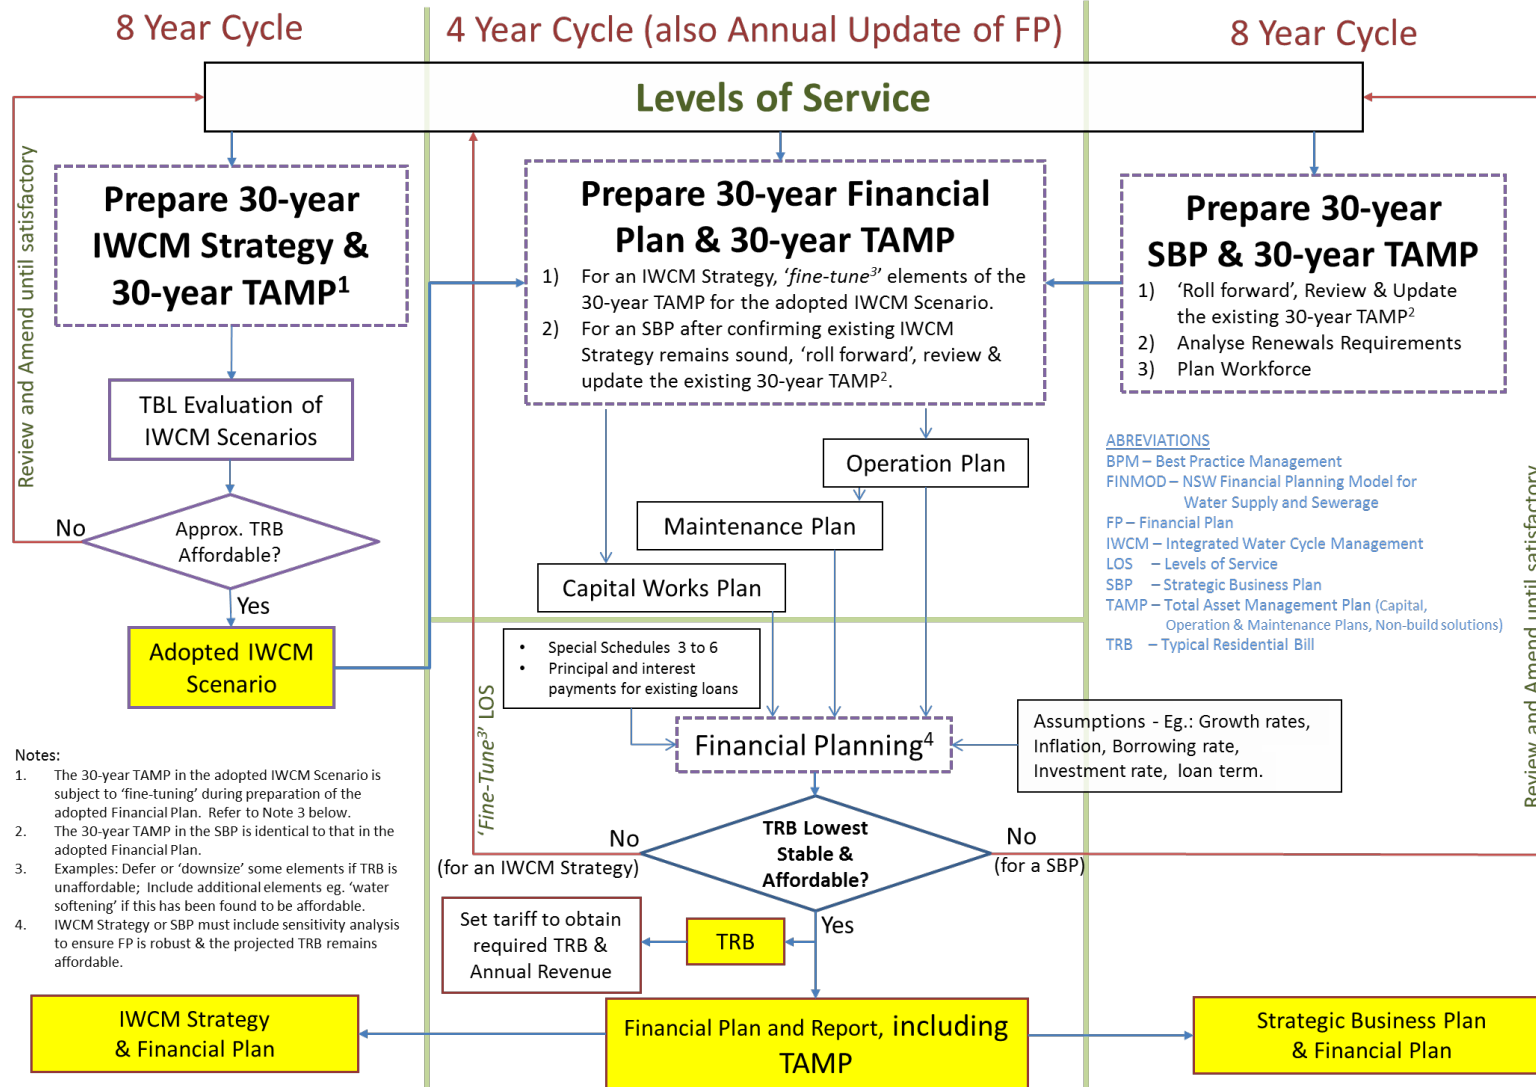 8 Year Cycle
4 Year Cycle (also Annual Update of FP)
8 Year Cycle
Levels of Service
Review and Amend until satisfactory
Prepare 30-year
IWCM Strategy &
30-year TAMP1
TBL Evaluation of
IWCM Scenarios
Approx. TRB
Affordable?
No
Yes
Adopted IWCM
Scenario
Prepare 30-year Financial
Plan & 30-year TAMP
1) For an IWCM Strategy, ‘fine-tune3’ elements of the
30-year TAMP for the adopted IWCM Scenario.
2) For an SBP after confirming existing IWCM
Strategy remains sound, ‘roll forward’, review &
update the existing 30-year TAMP2.
Operation Plan
Maintenance Plan
Capital Works Plan
• Special Schedules 3 to 6
• Principal and interest
payments for existing loans
‘Fine-Tune3’ LOS
Financial Planning4
Assumptions - Eg.: Growth rates,
Inflation, Borrowing rate,
Investment rate, loan term.
TRB Lowest
Stable &
Affordable?
No
(for an IWCM Strategy)
No
(for a SBP)
Yes
TRB
Set tariff to obtain
required TRB &
Annual Revenue
Prepare 30-year
SBP & 30-year TAMP
1) ‘Roll forward’, Review & Update
the existing 30-year TAMP2
2) Analyse Renewals Requirements
3) Plan Workforce
ABREVIATIONS
BPM – Best Practice Management
FINMOD – NSW Financial Planning Model for
Water Supply and Sewerage
FP – Financial Plan
IWCM – Integrated Water Cycle Management
LOS – Levels of Service
SBP – Strategic Business Plan
TAMP – Total Asset Management Plan (Capital,
Operation & Maintenance Plans, Non-build solutions)
TRB – Typical Residential Bill
Review and Amend until satisfactory
Notes:
1. The 30-year TAMP in the adopted IWCM Scenario is
subject to ‘fine-tuning’ during preparation of the
adopted Financial Plan. Refer to Note 3 below.
2. The 30-year TAMP in the SBP is identical to that in the
adopted Financial Plan.
3. Examples: Defer or ‘downsize’ some elements if TRB is
unaffordable; Include additional elements eg. ‘water
softening’ if this has been found to be affordable.
4. IWCM Strategy or SBP must include sensitivity analysis
to ensure FP is robust & the projected TRB remains
affordable.
IWCM Strategy
& Financial Plan
Financial Plan and Report, including
TAMP
Strategic Business Plan
& Financial Plan